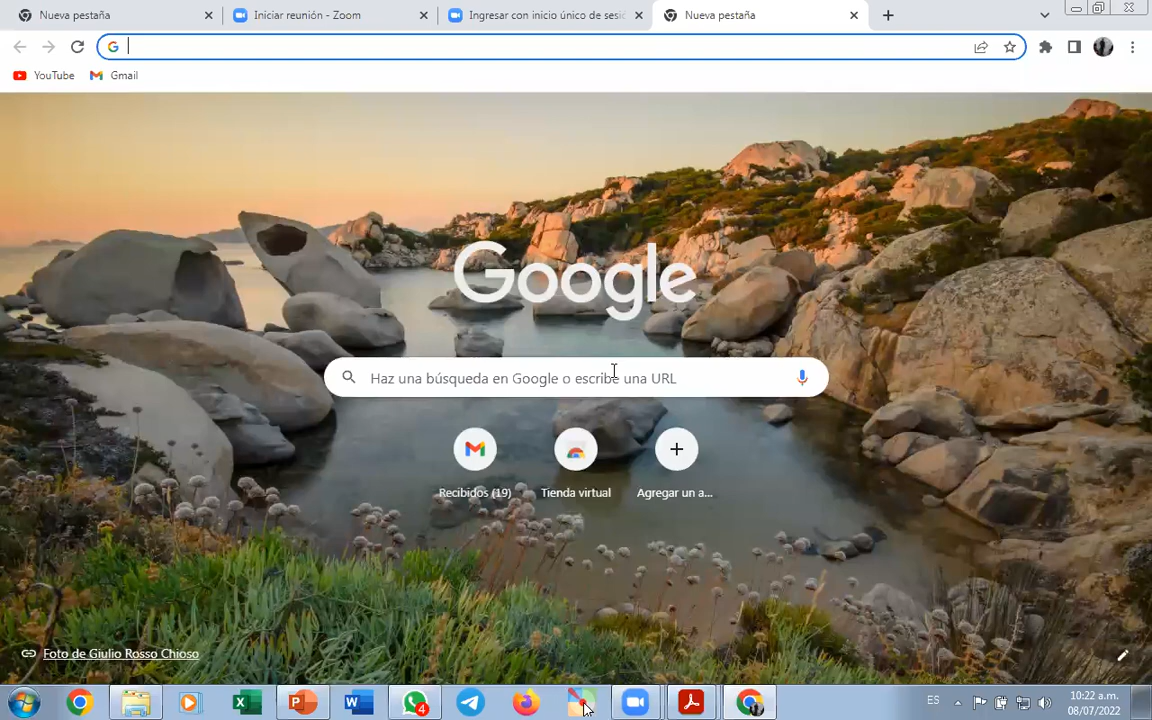 Nueva pestaña
Iniciar reunión - Zoom
Ingresar con inicio único de sesi
Nueva pestaña
YouTube
Gmail
Google
Haz una búsqueda en Google o escribe una URL
Recibidos (19)
Tienda virtual
Agregar un a...
Foto de Giulio Rosso Chioso
4
ES
10:22 a.m.
08/07/2022